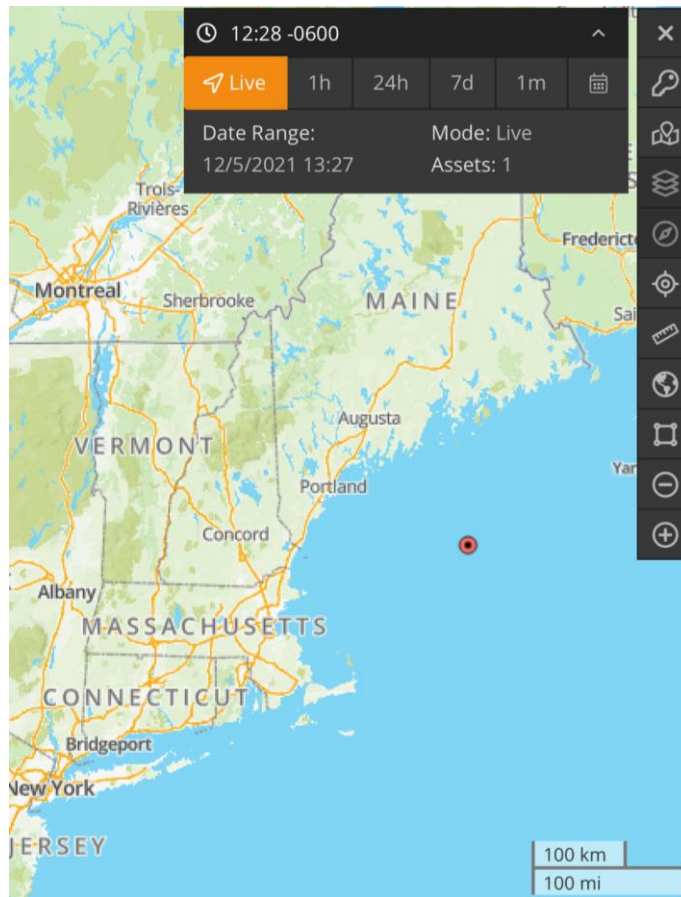 12:28 -0600
Live 1h 24h 7d 1m
Date Range: Mode: Live
12/5/2021 13:27 Assets: 1
Trois-
Rivières
Frederict
Montreal
Sherbrooke
MAINE
Sai
Augusta
VERMONT
Yar
Portland
Concord
Albany
MASSACHUSETTS
CONNECTICUT
Bridgeport
New York
JERSEY
100 km
100 mi